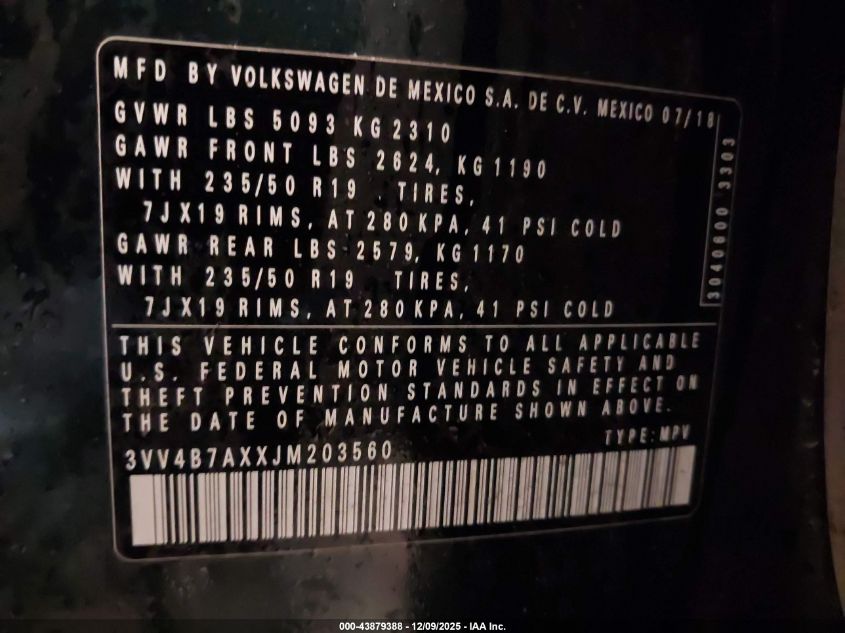 MFD BY VOLKSWAGEN DE MEXICO S.A. DE C.V. MEXICO 07/18
GVWR LBS 5093 KG 2310
GAWR FRONT LBS 2624, KG 1190
WITH 235/50 R19 TIRES,
7JX19 RIMS, AT 280 KPA, 41 PSI COLD
GAWR REAR LBS 2579, KG 1170
WITH 235/50 R19 TIRES,
7JX19 RIMS, AT 280 KPA, 41 PSI COLD
3040600 3303
THIS VEHICLE CONFORMS TO ALL APPLICABLE
U.S. FEDERAL MOTOR VEHICLE SAFETY AND
THEFT PREVENTION STANDARDS IN EFFECT ON
THE DATE OF MANUFACTURE SHOWN ABOVE.
TYPE: MPV
3VV4B7AXXJM203560
000-43879388 - 12/09/2025 - IAA Inc.